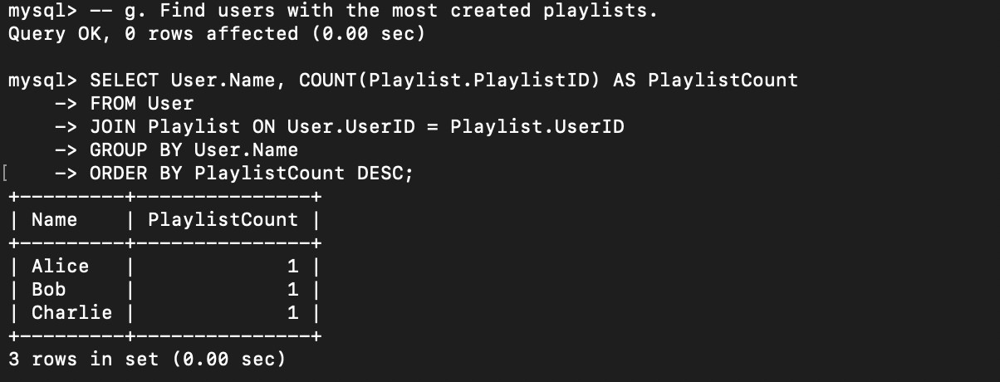 mysql> -- g. Find users with the most created playlists.
Query OK, 0 rows affected (0.00 sec)
mysql> SELECT User.Name, COUNT(Playlist.PlaylistID) AS PlaylistCount
    -> FROM User
    -> JOIN Playlist ON User.UserID = Playlist.UserID
    -> GROUP BY User.Name
[    -> ORDER BY PlaylistCount DESC;
+---------+---------------+
| Name    | PlaylistCount |
+---------+---------------+
| Alice   |             1 |
| Bob     |             1 |
| Charlie |             1 |
+---------+---------------+
3 rows in set (0.00 sec)